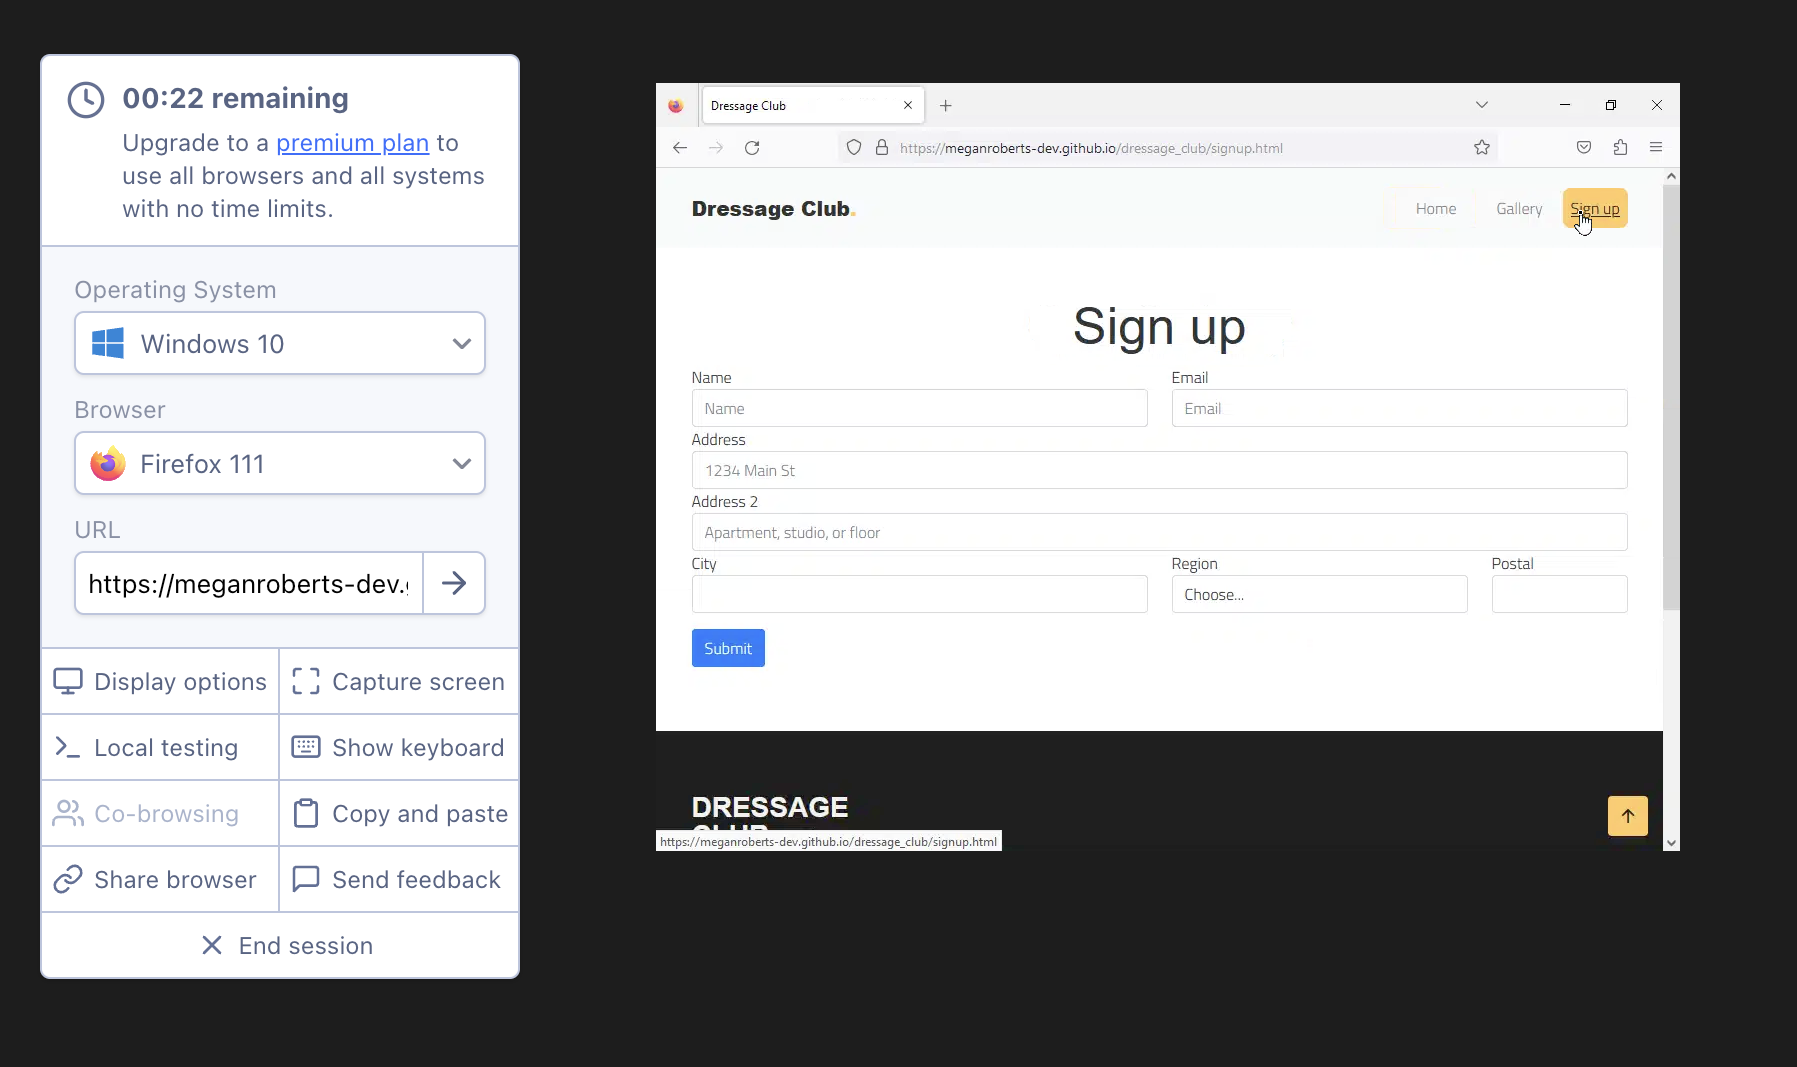 00:22 remaining
Upgrade to a premium plan to
use all browsers and all systems
with no time limits.
Operating System
Windows 10
Browser
Firefox 111
URL
https://meganroberts-dev.
Display options
Capture screen
Local testing
Show keyboard
Co-browsing
Copy and paste
Share browser
Send feedback
End session
Dressage Club
https://meganroberts-dev.github.io/dressage_club/signup.html
Dressage Club.
Home
Gallery
Sign up
Sign up
Name
Email
Name
Email
Address
1234 Main St
Address 2
Apartment, studio, or floor
City
Region
Postal
Choose...
Submit
DRESSAGE
CLUB
https://meganroberts-dev.github.io/dressage_club/signup.html